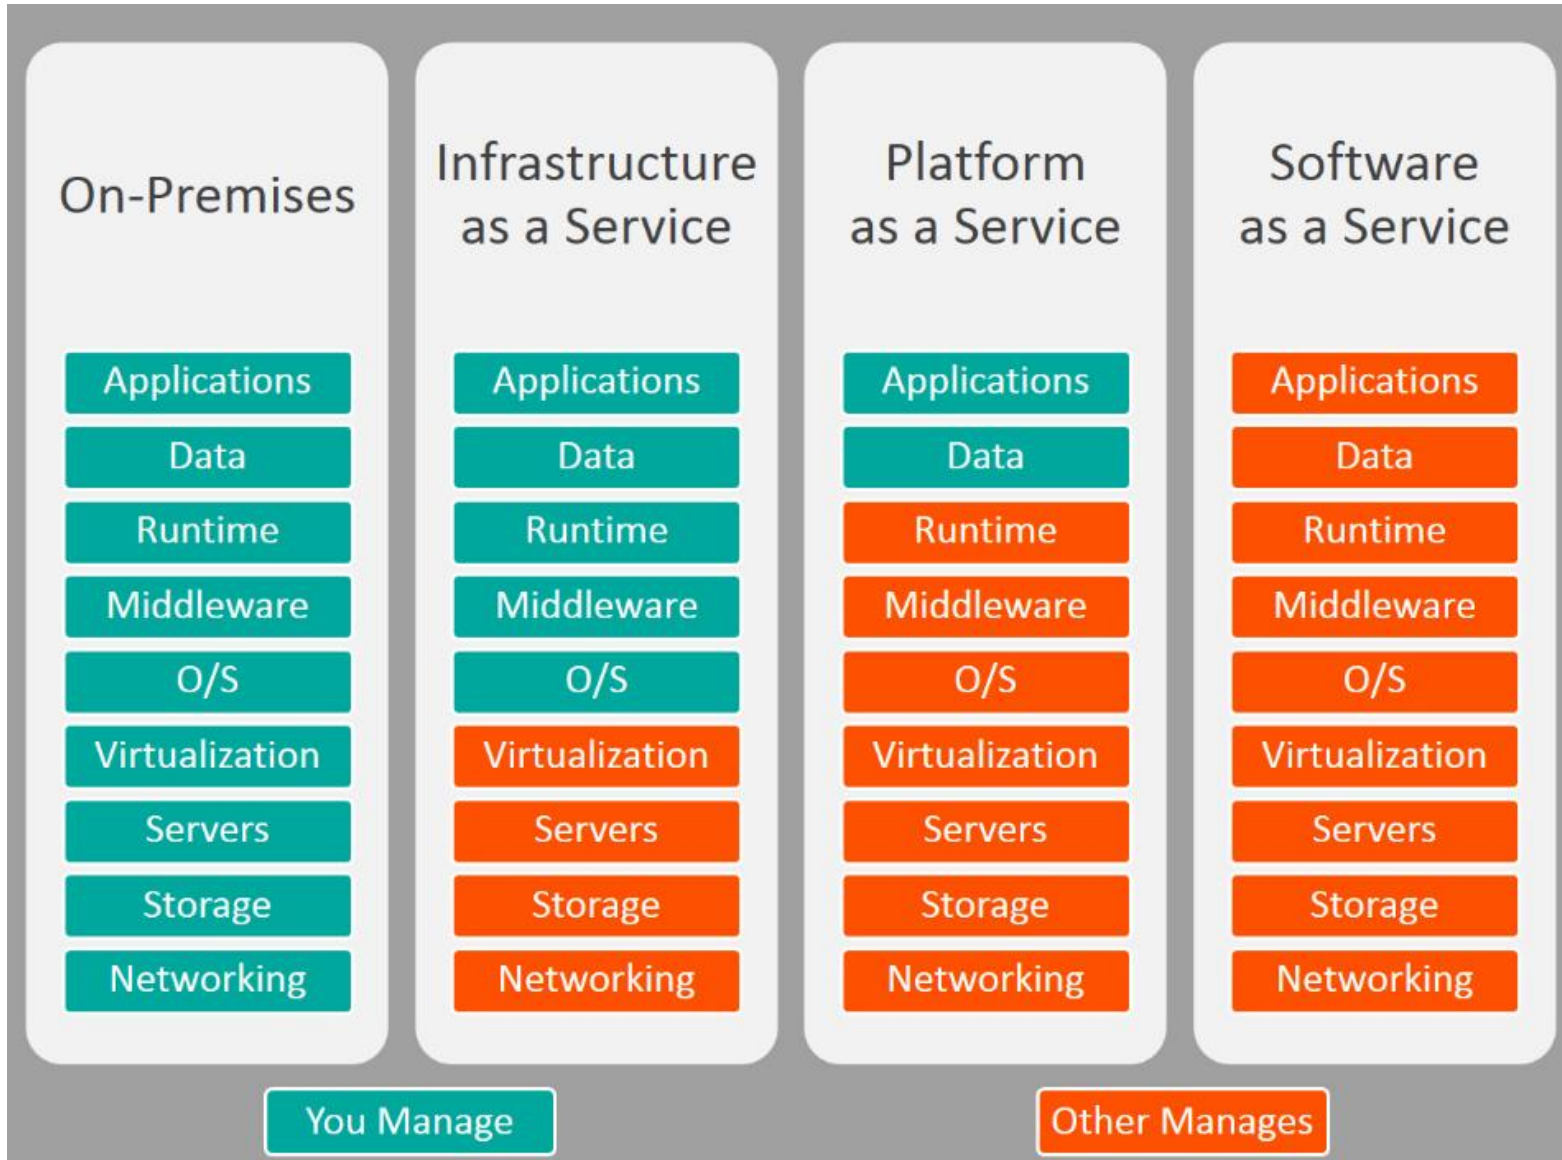 On-Premises
Applications
Data
Runtime
Middleware
O/S
Virtualization
Servers
Storage
Networking
Infrastructure
as a Service
Applications
Data
Runtime
Middleware
O/S
Virtualization
Servers
Storage
Networking
Platform
as a Service
Applications
Data
Runtime
Middleware
O/S
Virtualization
Servers
Storage
Networking
Software
as a Service
Applications
Data
Runtime
Middleware
O/S
Virtualization
Servers
Storage
Networking
You Manage
Other Manages